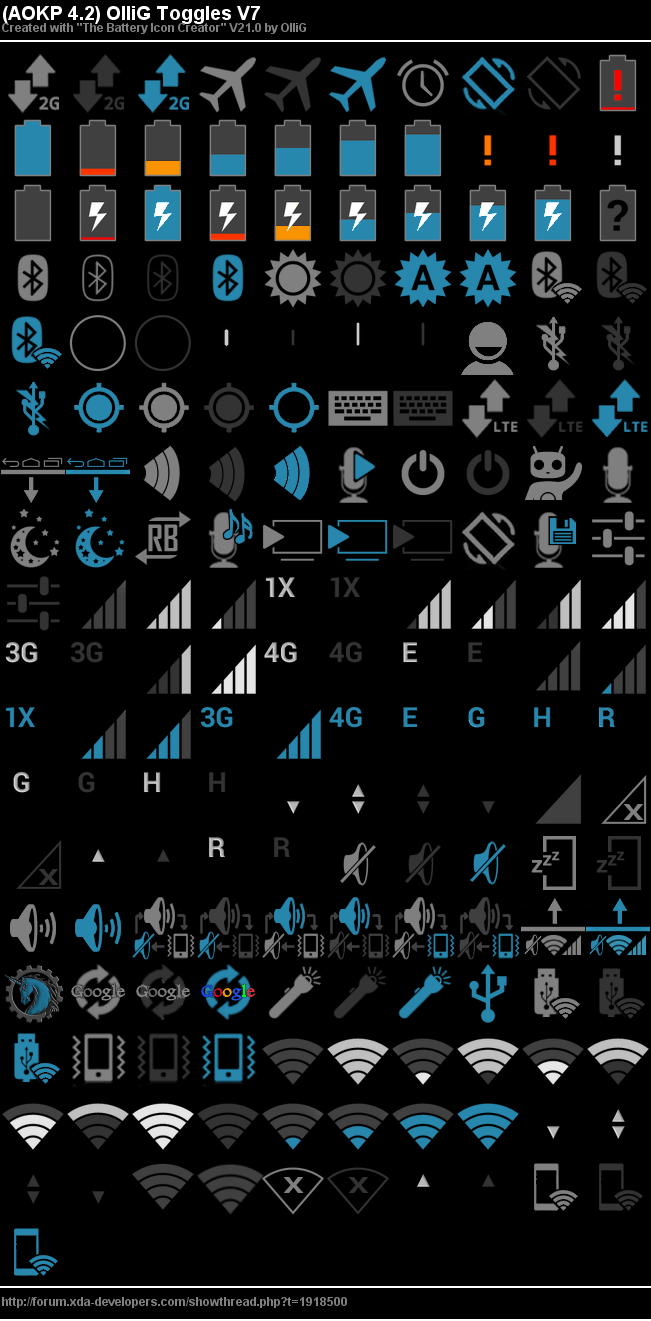 (AOKP 4.2) OlliG Toggles V7
Created with "The Battery Icon Creator" V21.0 by OlliG
2G 2G 2G
!
! ! !
?
A A
LTE LTE LTE
RB
1X 1X
3G 3G 4G 4G E E
1X 3G 4G E G H R
G G H H
X
X R R zzz zzz
Google Google Google
X X
http://forum.xda-developers.com/showthread.php?t=1918500